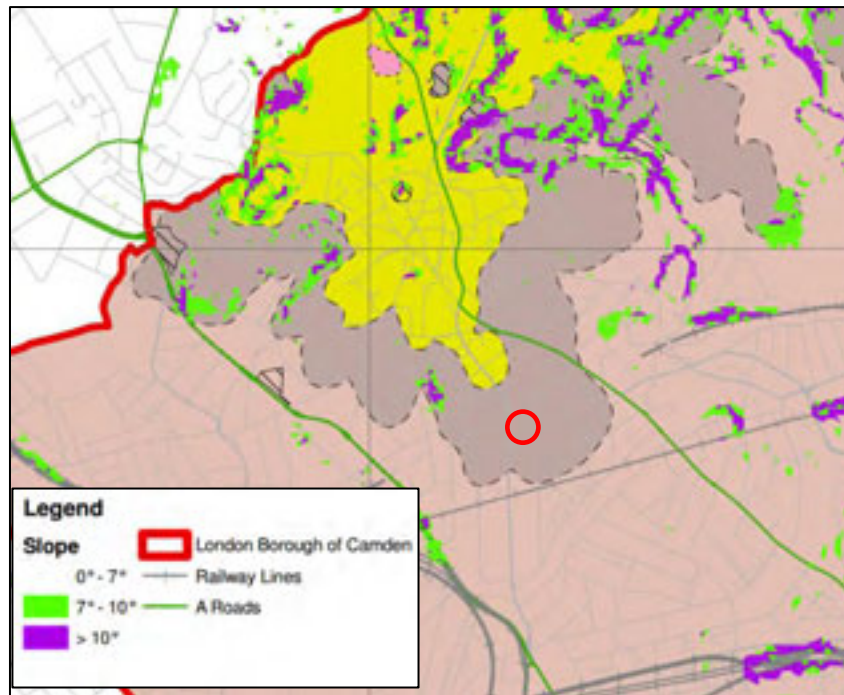 Legend
Slope London Borough of Camden
0° - 7° Railway Lines
7° - 10° A Roads
> 10°